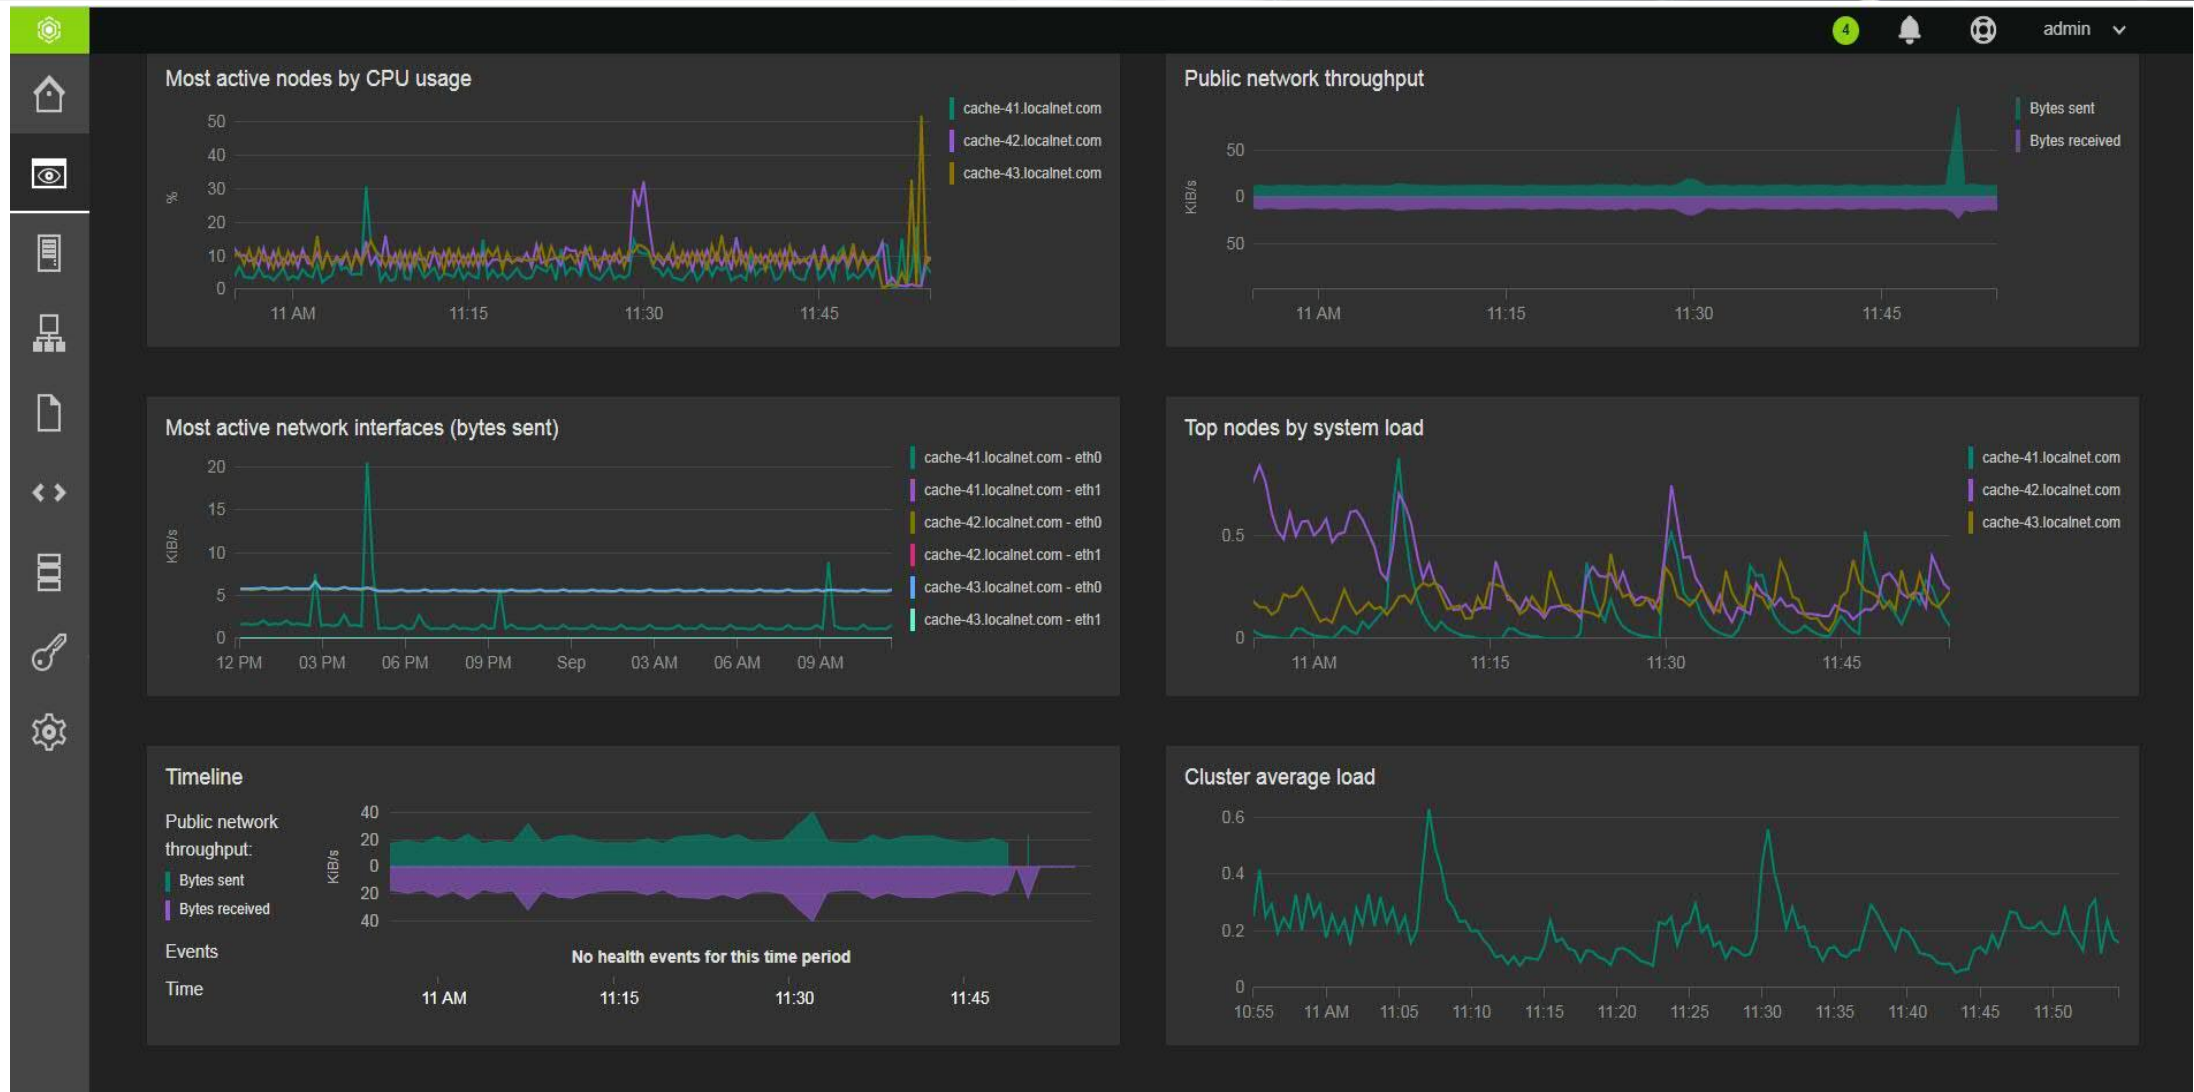 4
admin
Most active nodes by CPU usage
50
40
30
20
10
0
%
11 AM
11:15
11:30
11:45
cache-41.localnet.com
cache-42.localnet.com
cache-43.localnet.com
Public network throughput
50
0
50
KiB/s
11 AM
11:15
11:30
11:45
Bytes sent
Bytes received
Most active network interfaces (bytes sent)
20
15
10
5
0
KiB/s
12 PM
03 PM
06 PM
09 PM
Sep
03 AM
06 AM
09 AM
cache-41.localnet.com - eth0
cache-41.localnet.com - eth1
cache-42.localnet.com - eth0
cache-42.localnet.com - eth1
cache-43.localnet.com - eth0
cache-43.localnet.com - eth1
Top nodes by system load
0.5
0
11 AM
11:15
11:30
11:45
cache-41.localnet.com
cache-42.localnet.com
cache-43.localnet.com
Timeline
Public network
throughput:
Bytes sent
Bytes received
40
20
0
20
40
KiB/s
Events
No health events for this time period
Time
11 AM
11:15
11:30
11:45
Cluster average load
0.6
0.4
0.2
0
10:55
11 AM
11:05
11:10
11:15
11:20
11:25
11:30
11:35
11:40
11:45
11:50